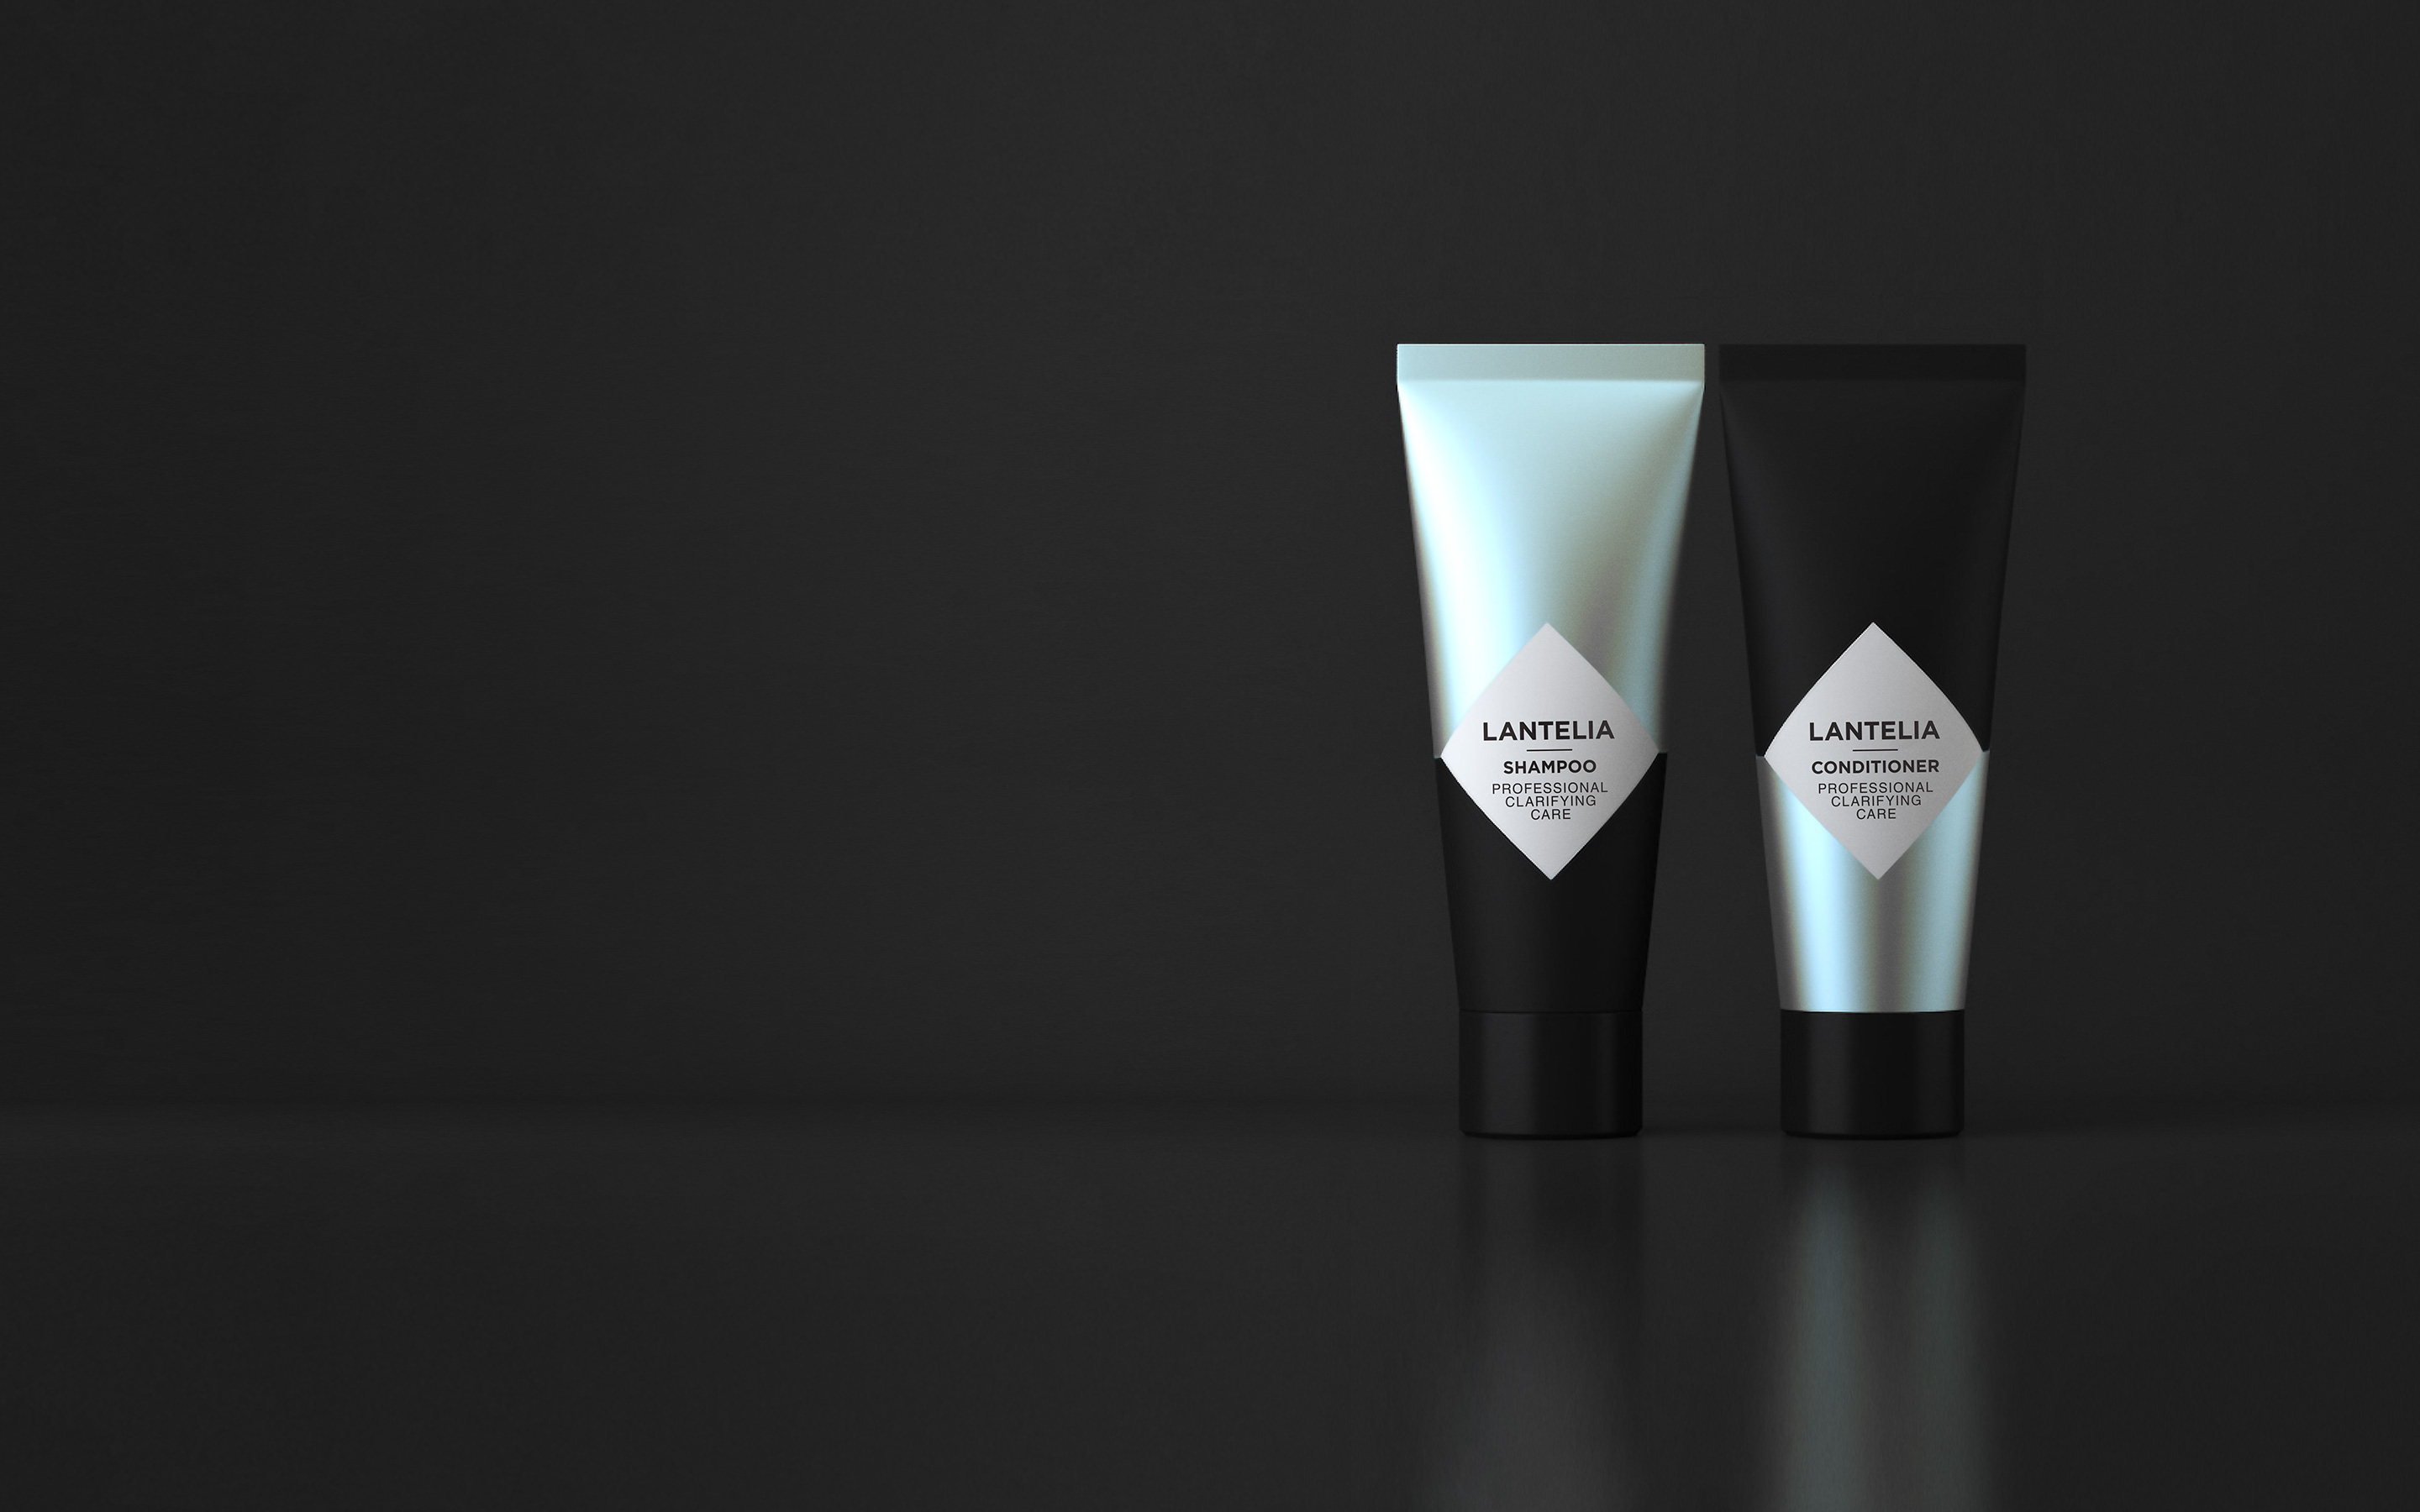 LANTELIA
SHAMPOO
PROFESSIONAL
CLARIFYING
CARE
LANTELIA
CONDITIONER
PROFESSIONAL
CLARIFYING
CARE